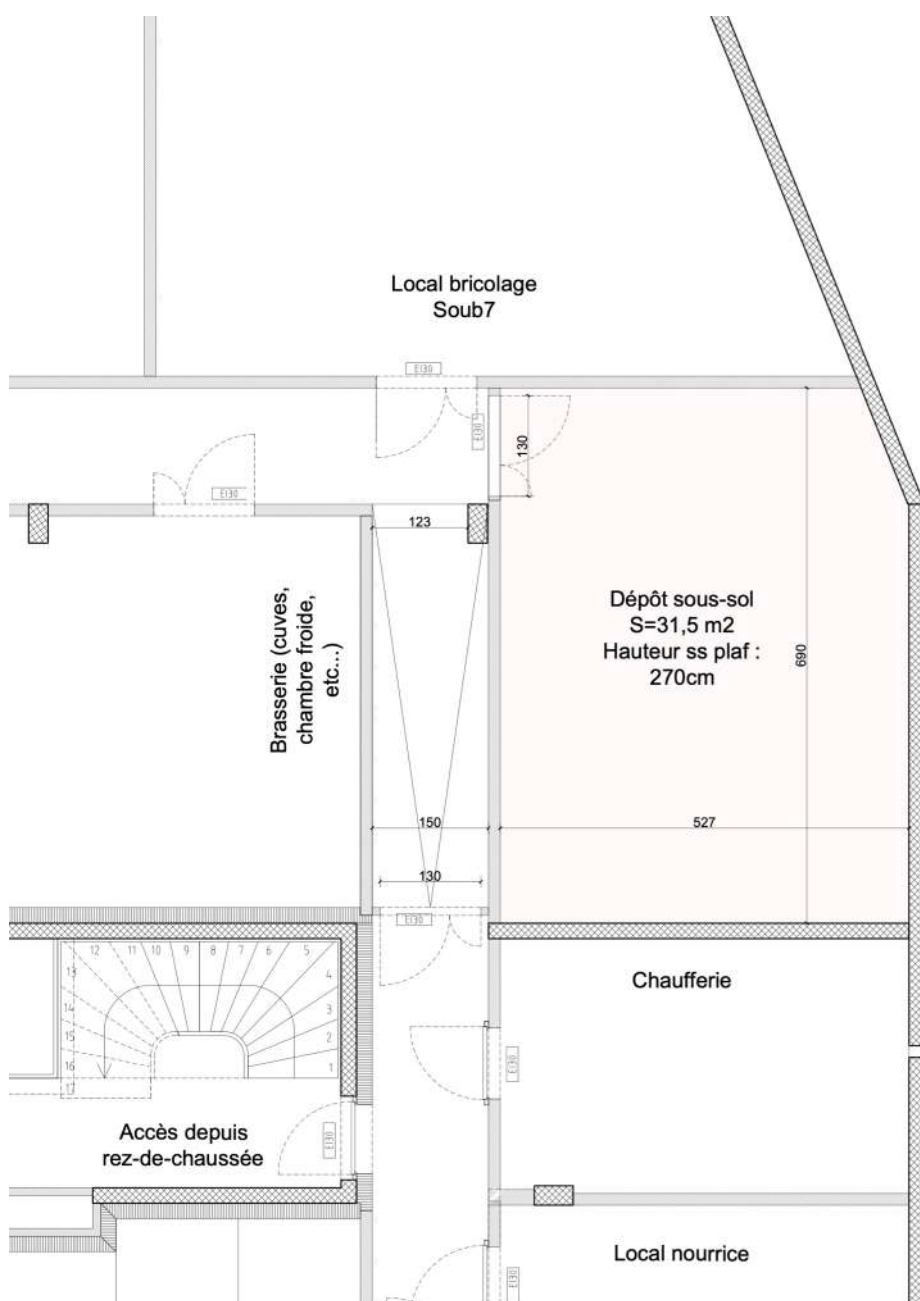 Local bricolage
Soub7
EI30
EI30
130
EI30
123
Brasserie (cuves,
chambre froide,
etc...)
Dépôt sous-sol
S=31,5 m2
Hauteur ss plaf :
270cm
690
150
527
130
EI30
12
11
10
9
8
7
6
5
4
3
2
1
13
14
15
16
17
Chaufferie
EI30
Accès depuis
rez-de-chaussée
EI30
Local nourrice
EI30